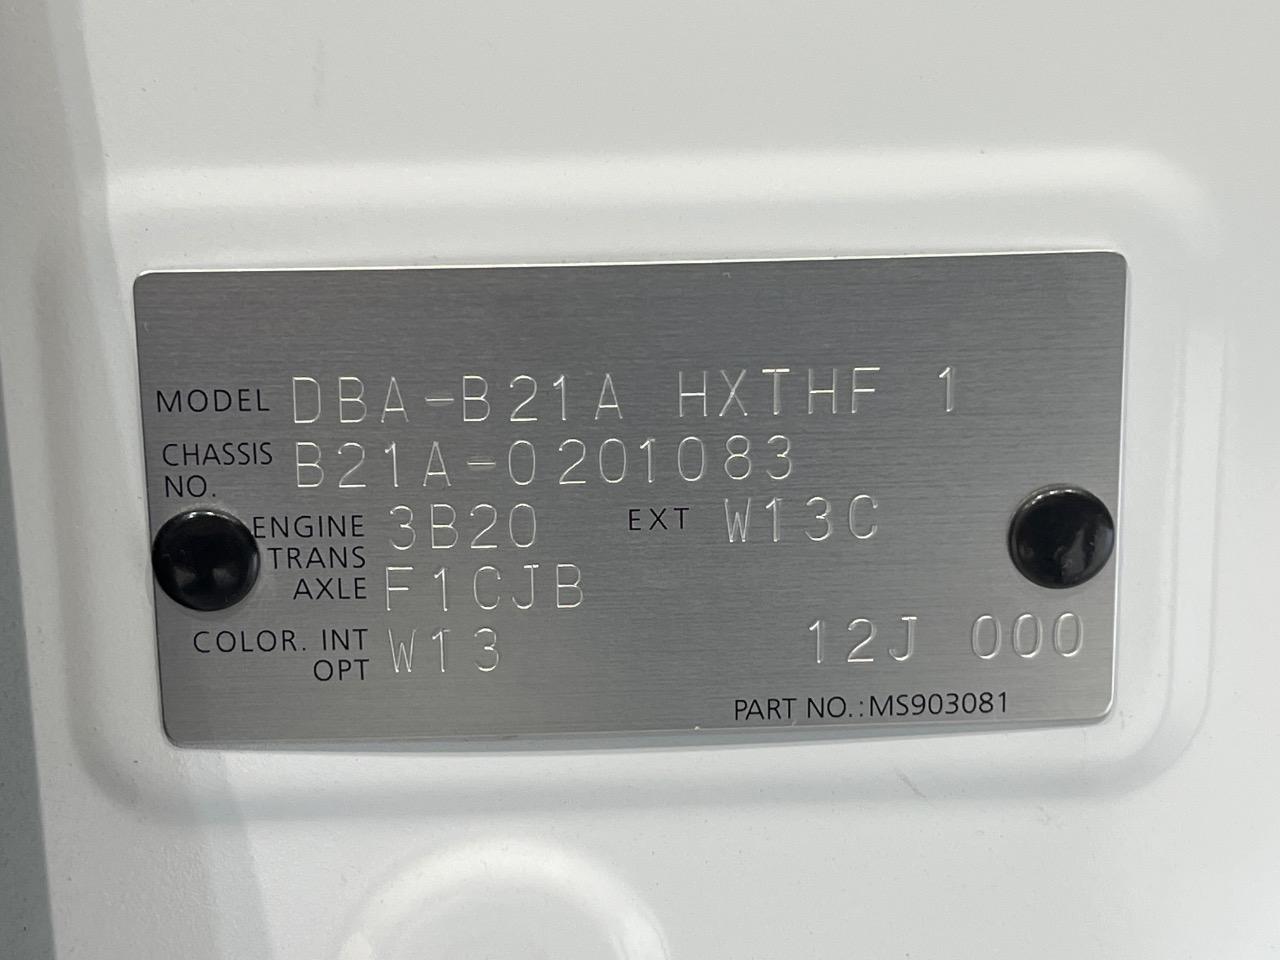 MODEL DBA-B21A HXTHF 1
CHASSIS NO. B21A-0201083
ENGINE 3B20 EXT W13C
TRANS AXLE F1CJB
COLOR. INT OPT W13 12J 000
PART NO.:MS903081